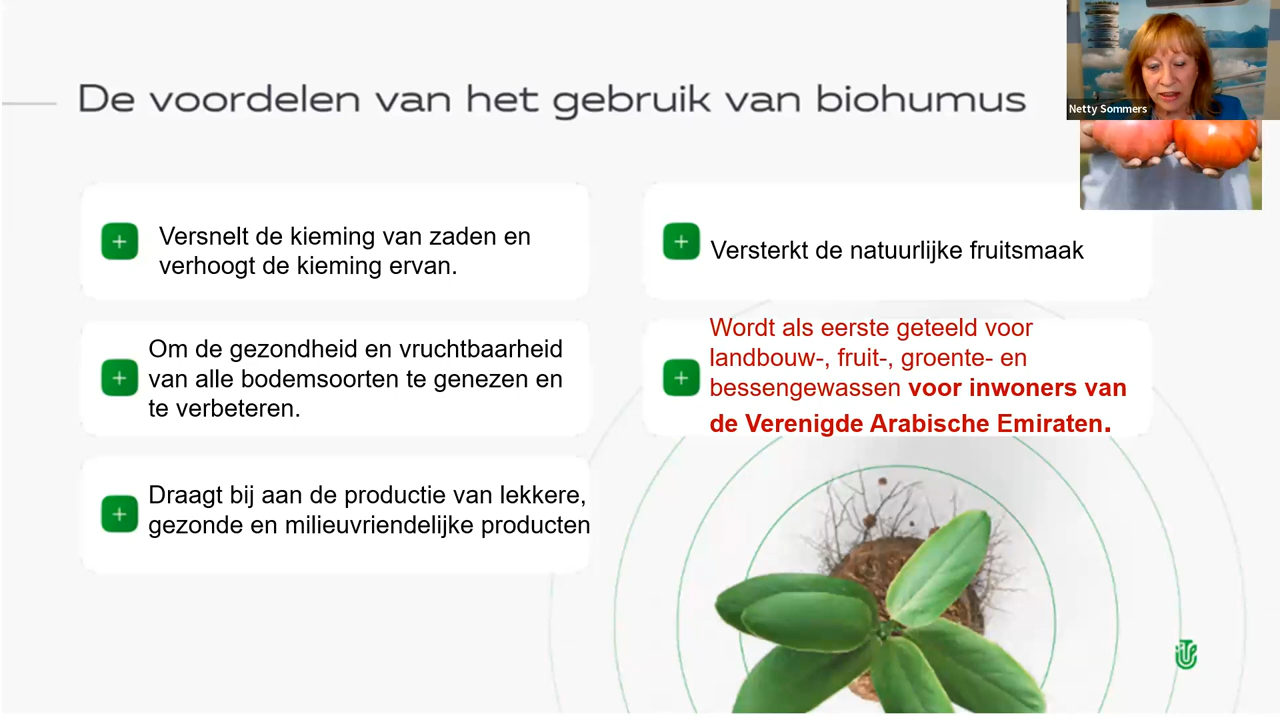 De voordelen van het gebruik van biohumus
Netty Sommers
Versnelt de kieming van zaden en
verhoogt de kieming ervan.
Om de gezondheid en vruchtbaarheid
van alle bodemsoorten te genezen en
te verbeteren.
Draagt bij aan de productie van lekkere,
gezonde en milieuvriendelijke producten
Versterkt de natuurlijke fruitsmaak
Wordt als eerste geteeld voor
landbouw-, fruit-, groente- en
bessengewassen voor inwoners van
de Verenigde Arabische Emiraten.